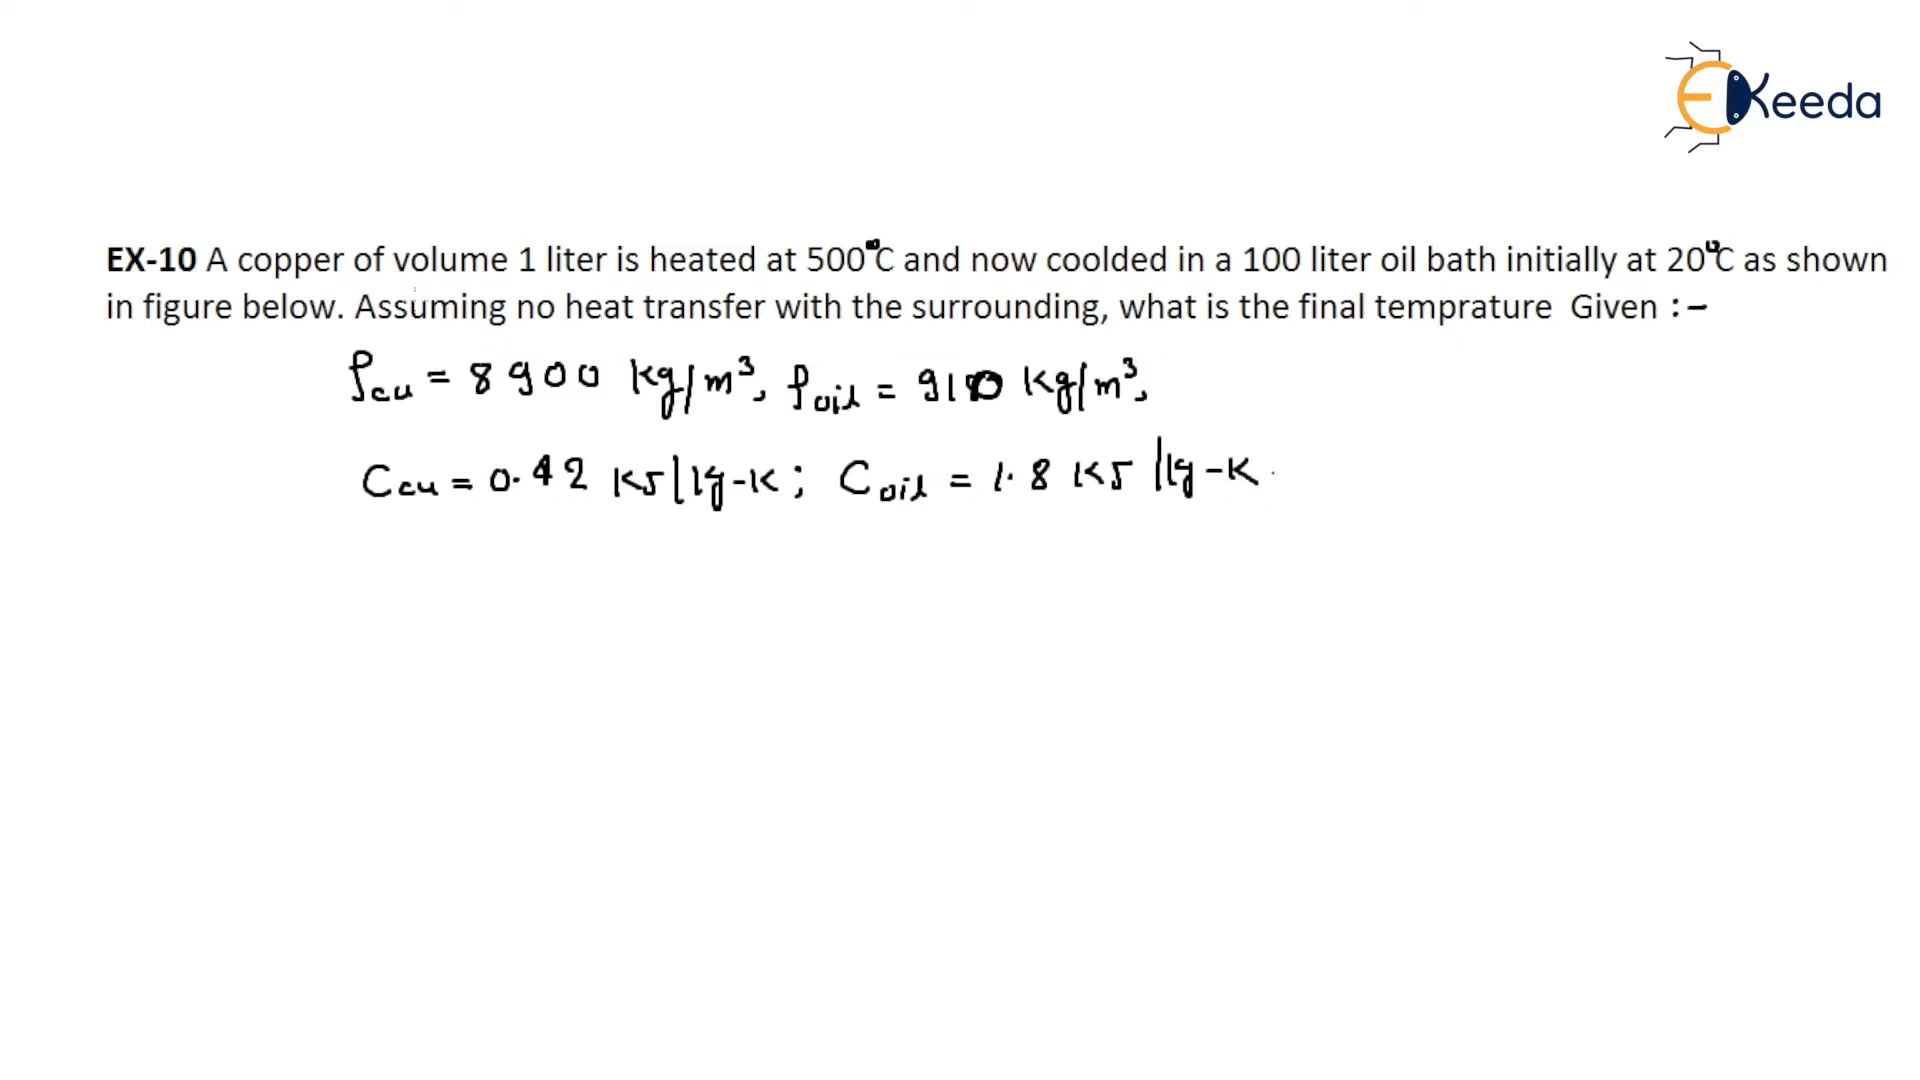 EKeeda
EX-10 A copper of volume 1 liter is heated at 500°C and now coolded in a 100 liter oil bath initially at 20°C as shown
in figure below. Assuming no heat transfer with the surrounding, what is the final temprature Given :-
ρcu = 8900 kg/m³, ρoil = 910 kg/m³,
Ccu = 0.42 KJ/kg-K; Coil = 1.8 KJ/kg-K.